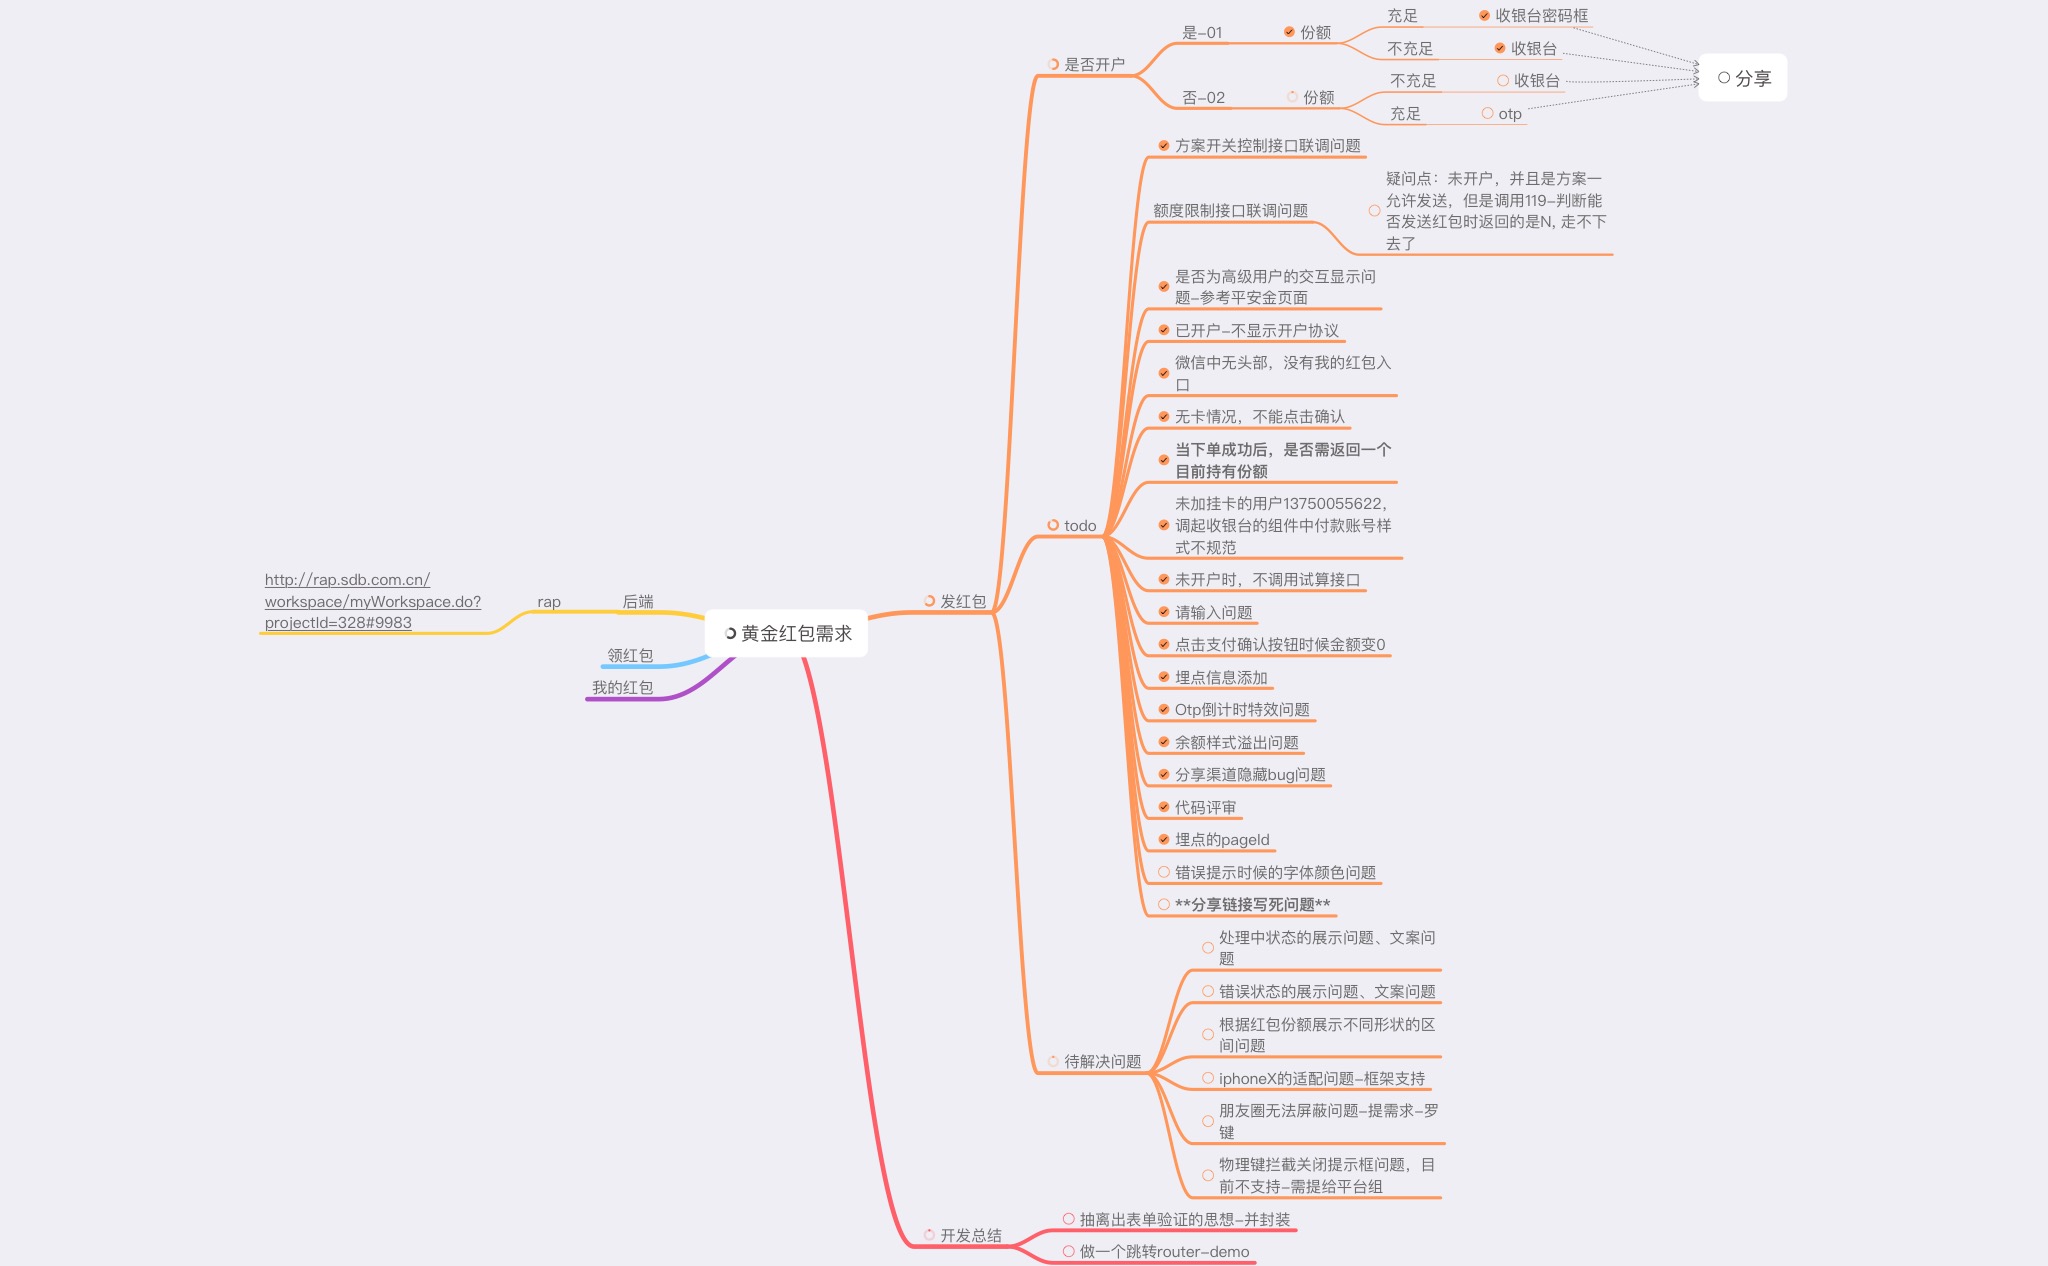 黄金红包需求
后端
rap
http://rap.sdb.com.cn/
workspace/myWorkspace.do?
projectId=328#9983
领红包
我的红包
发红包
是否开户
是-01
份额
充足
收银台密码框
不充足
收银台
否-02
份额
不充足
收银台
充足
otp
分享
todo
方案开关控制接口联调问题
额度限制接口联调问题
疑问点：未开户，并且是方案一
允许发送，但是调用119-判断能
否发送红包时返回的是N, 走不下
去了
是否为高级用户的交互显示问
题-参考平安金页面
已开户-不显示开户协议
微信中无头部，没有我的红包入
口
无卡情况，不能点击确认
当下单成功后，是否需返回一个
目前持有份额
未加挂卡的用户13750055622，
调起收银台的组件中付款账号样
式不规范
未开户时，不调用试算接口
请输入问题
点击支付确认按钮时候金额变0
埋点信息添加
Otp倒计时特效问题
余额样式溢出问题
分享渠道隐藏bug问题
代码评审
埋点的pageId
错误提示时候的字体颜色问题
**分享链接写死问题**
待解决问题
处理中状态的展示问题、文案问
题
错误状态的展示问题、文案问题
根据红包份额展示不同形状的区
间问题
iphoneX的适配问题-框架支持
朋友圈无法屏蔽问题-提需求-罗
键
物理键拦截关闭提示框问题，目
前不支持-需提给平台组
开发总结
抽离出表单验证的思想-并封装
做一个跳转router-demo